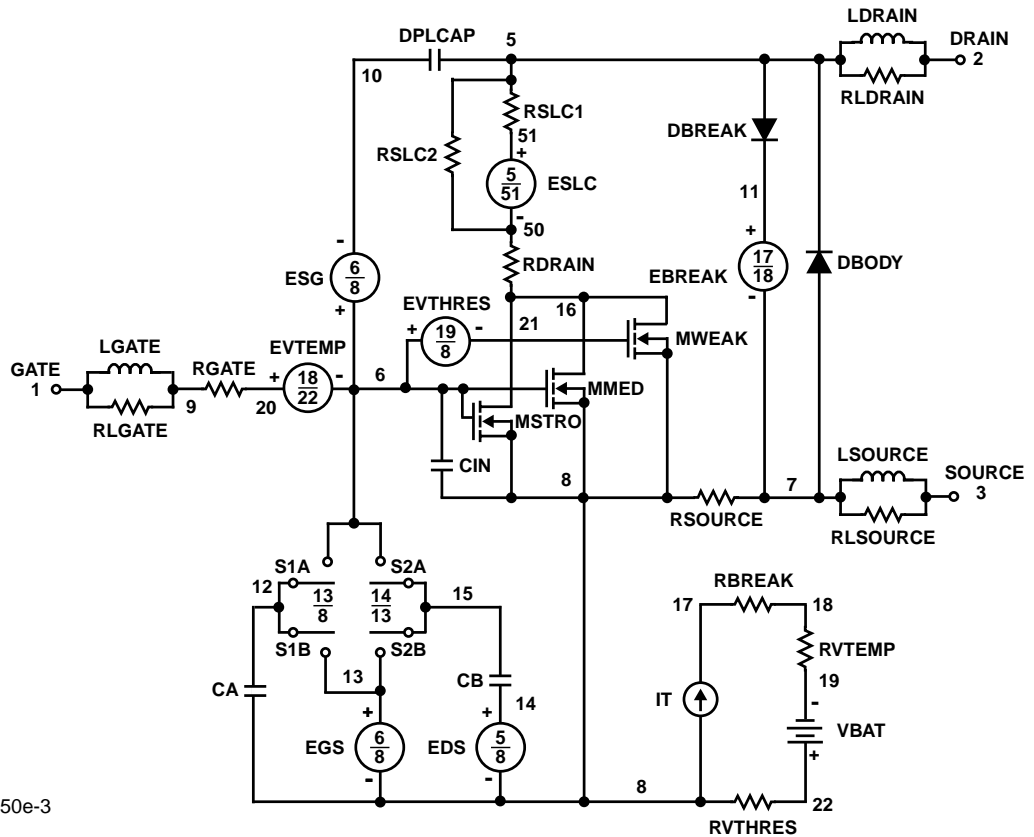 LDRAIN
DPLCAP 5 DRAIN
10 2
RSLC1 RLDRAIN
51 DBREAK
+
RSLC2
5
51
ESLC
11
-
50
- +
RDRAIN
6
8
ESG
17
18
EBREAK DBODY
+ -
EVTHRES 16
+ 19
8
- 21
MWEAK
LGATE EVTEMP
GATE RGATE 18
22
+ - 6
1 9 20
MMED
RLGATE MSTRO
LSOURCE
CIN 8 7 SOURCE
3
RSOURCE
RLSOURCE
S1A S2A
12 13
8
14
13
15
RBREAK
17 18
S1B S2B
RVTEMP
13
CA CB 19
14 IT -
+ +
VBAT
EGS 6
8
EDS 5
8
+
- - 8
22
50e-3
RVTHRES